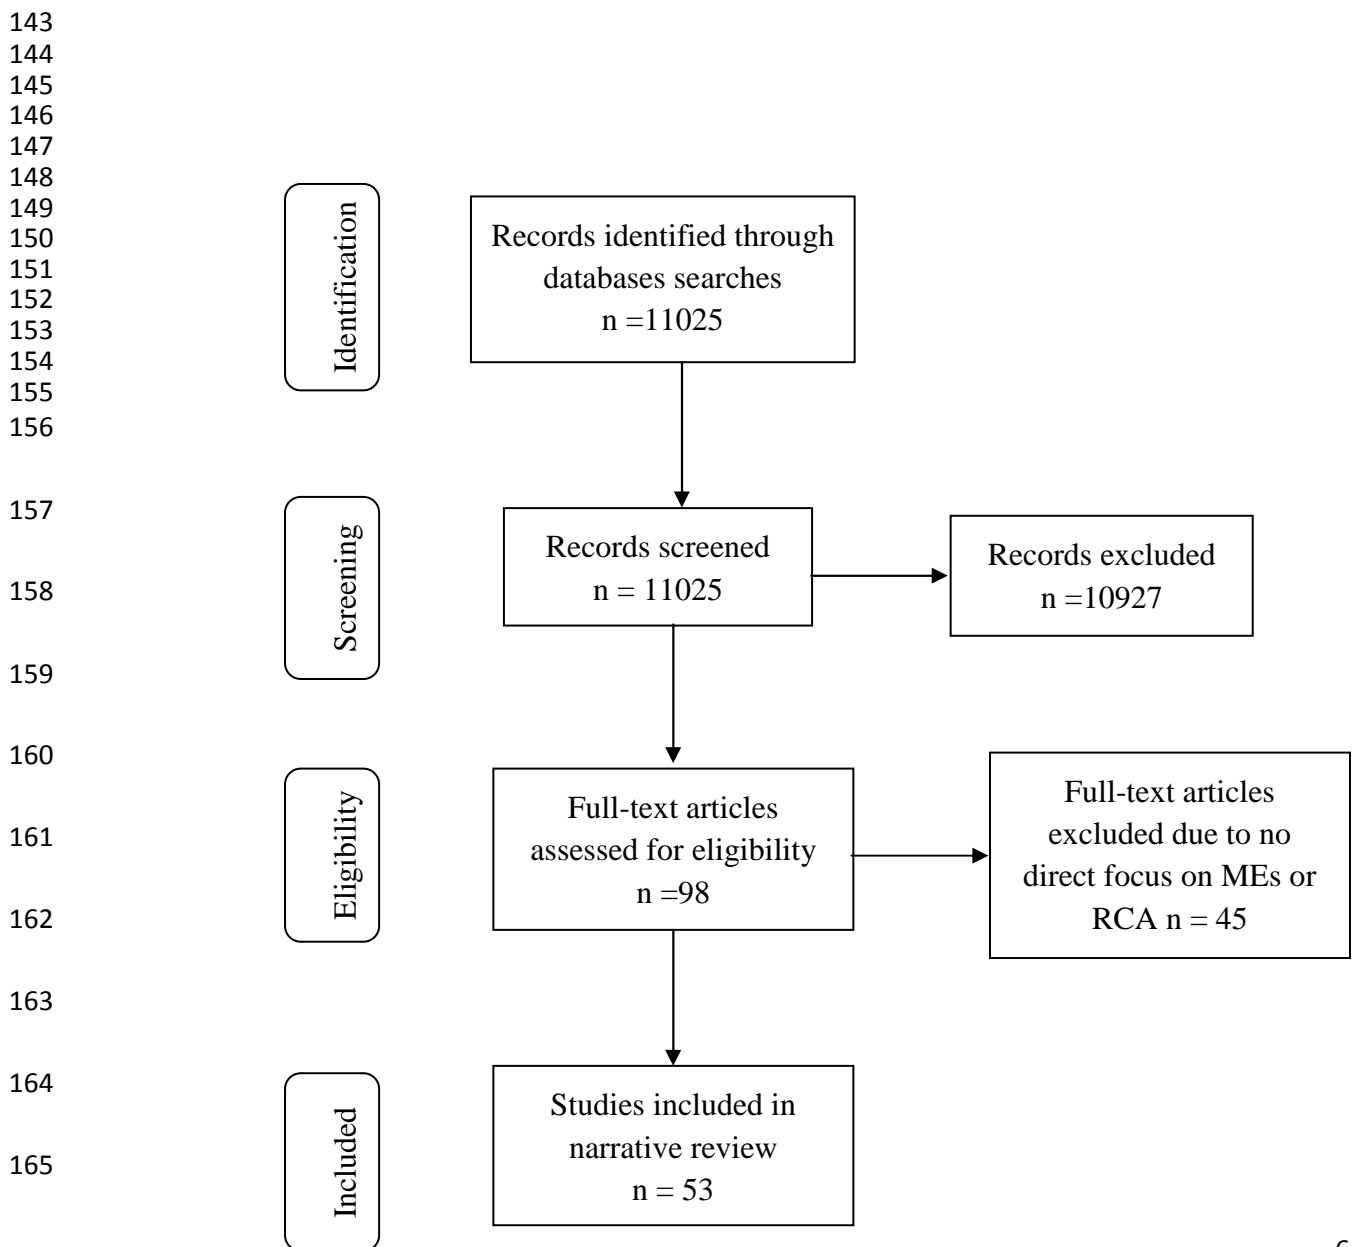 143
144
145
146
147
148
149
150
151
152
153
154
155
156
157
158
159
160
161
162
163
164
165
Identification
Records identified through
databases searches
n =11025
Screening
Records screened
n = 11025
Records excluded
n =10927
Eligibility
Full-text articles
assessed for eligibility
n =98
Full-text articles
excluded due to no
direct focus on MEs or
RCA n = 45
Included
Studies included in
narrative review
n = 53